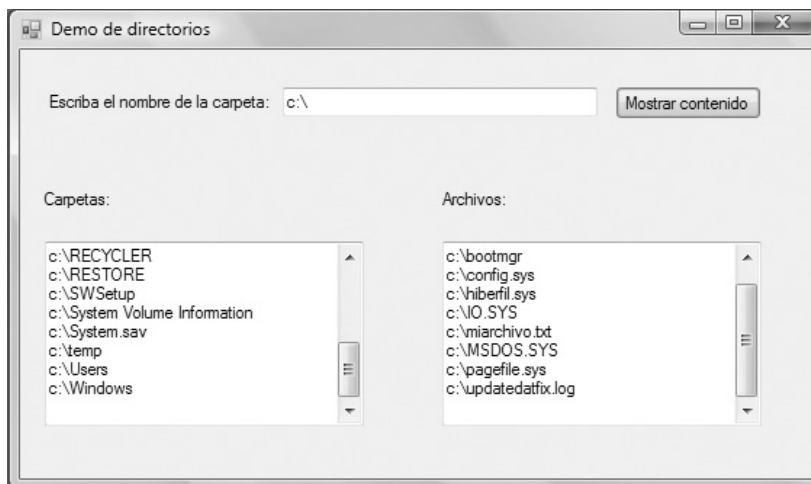 Demo de directorios
Escriba el nombre de la carpeta: c:\ Mostrar contenido
Carpetas:
c:\RECYCLER
c:\RESTORE
c:\SWSetup
c:\System Volume Information
c:\System.sav
c:\temp
c:\Users
c:\Windows
Archivos:
c:\bootmgr
c:\config.sys
c:\hiberfil.sys
c:\IO.SYS
c:\miarchivo.txt
c:\MSDOS.SYS
c:\pagefile.sys
c:\updatedatfix.log